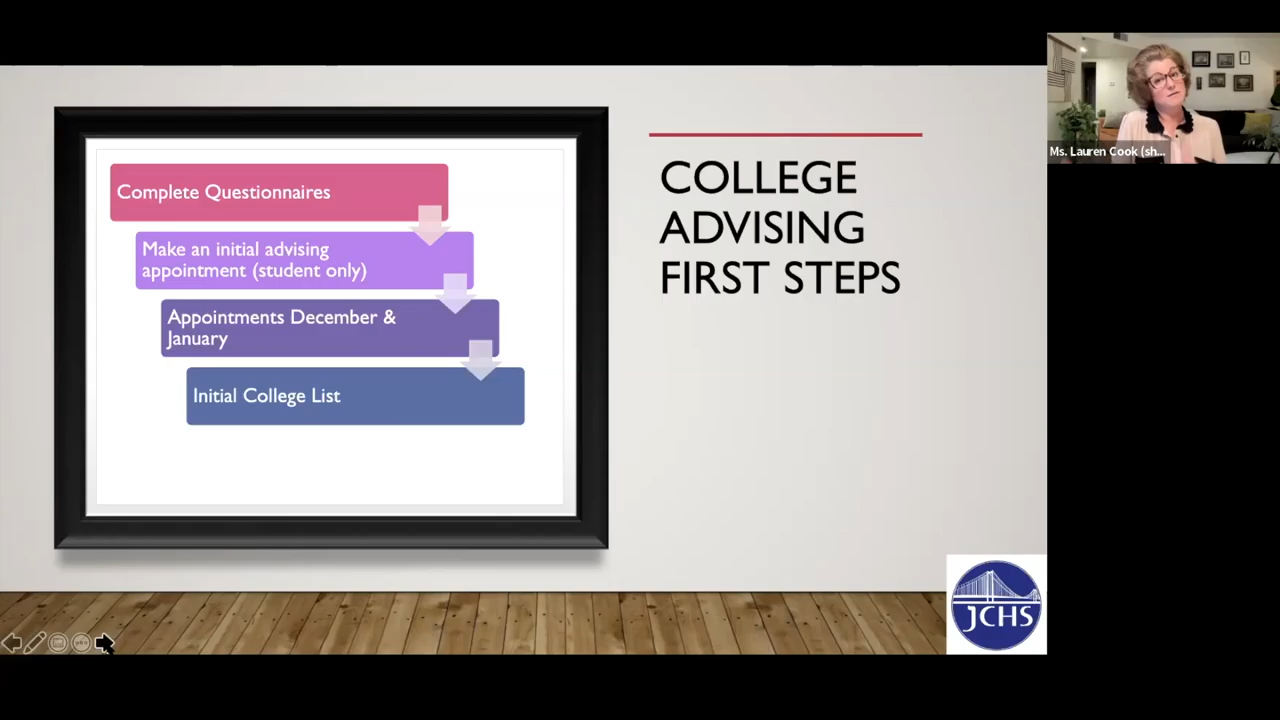 Complete Questionnaires
Make an initial advising
appointment (student only)
Appointments December &
January
Initial College List
COLLEGE
ADVISING
FIRST STEPS
Ms. Lauren Cook (sh...
JCHS